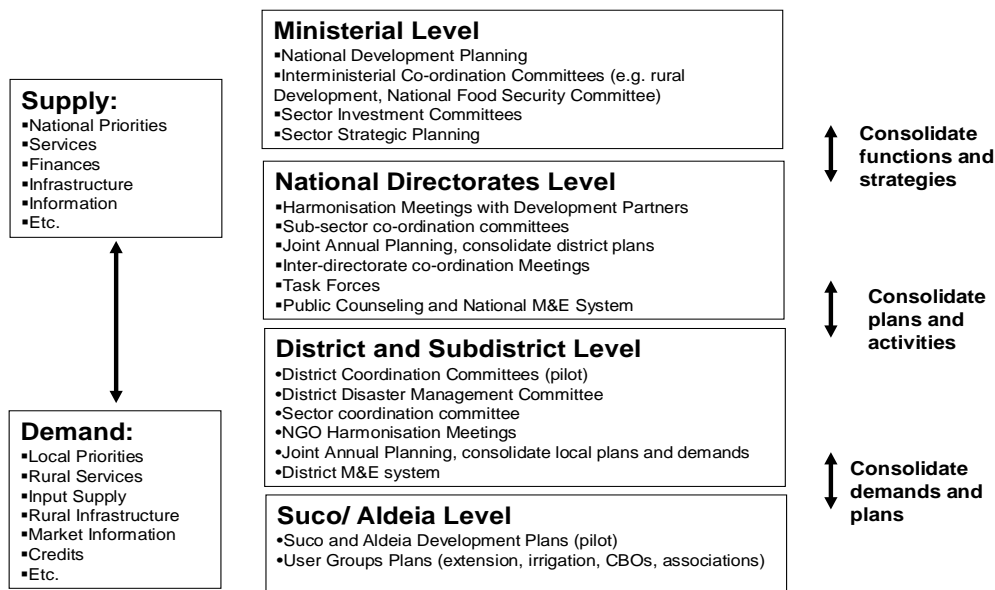 Ministerial Level
▪National Development Planning
▪Interministerial Co-ordination Committees (e.g. rural
Development, National Food Security Committee)
▪Sector Investment Committees
▪Sector Strategic Planning
Supply:
▪National Priorities
▪Services
▪Finances
▪Infrastructure
▪Information
▪Etc.
Consolidate
functions and
strategies
National Directorates Level
▪Harmonisation Meetings with Development Partners
▪Sub-sector co-ordination committees
▪Joint Annual Planning, consolidate district plans
▪Inter-directorate co-ordination Meetings
▪Task Forces
▪Public Counseling and National M&E System
Consolidate
plans and
activities
District and Subdistrict Level
•District Coordination Committees (pilot)
•District Disaster Management Committee
•Sector coordination committee
•NGO Harmonisation Meetings
•Joint Annual Planning, consolidate local plans and demands
•District M&E system
Demand:
▪Local Priorities
▪Rural Services
▪Input Supply
▪Rural Infrastructure
▪Market Information
▪Credits
▪Etc.
Consolidate
demands and
plans
Suco/ Aldeia Level
•Suco and Aldeia Development Plans (pilot)
•User Groups Plans (extension, irrigation, CBOs, associations)